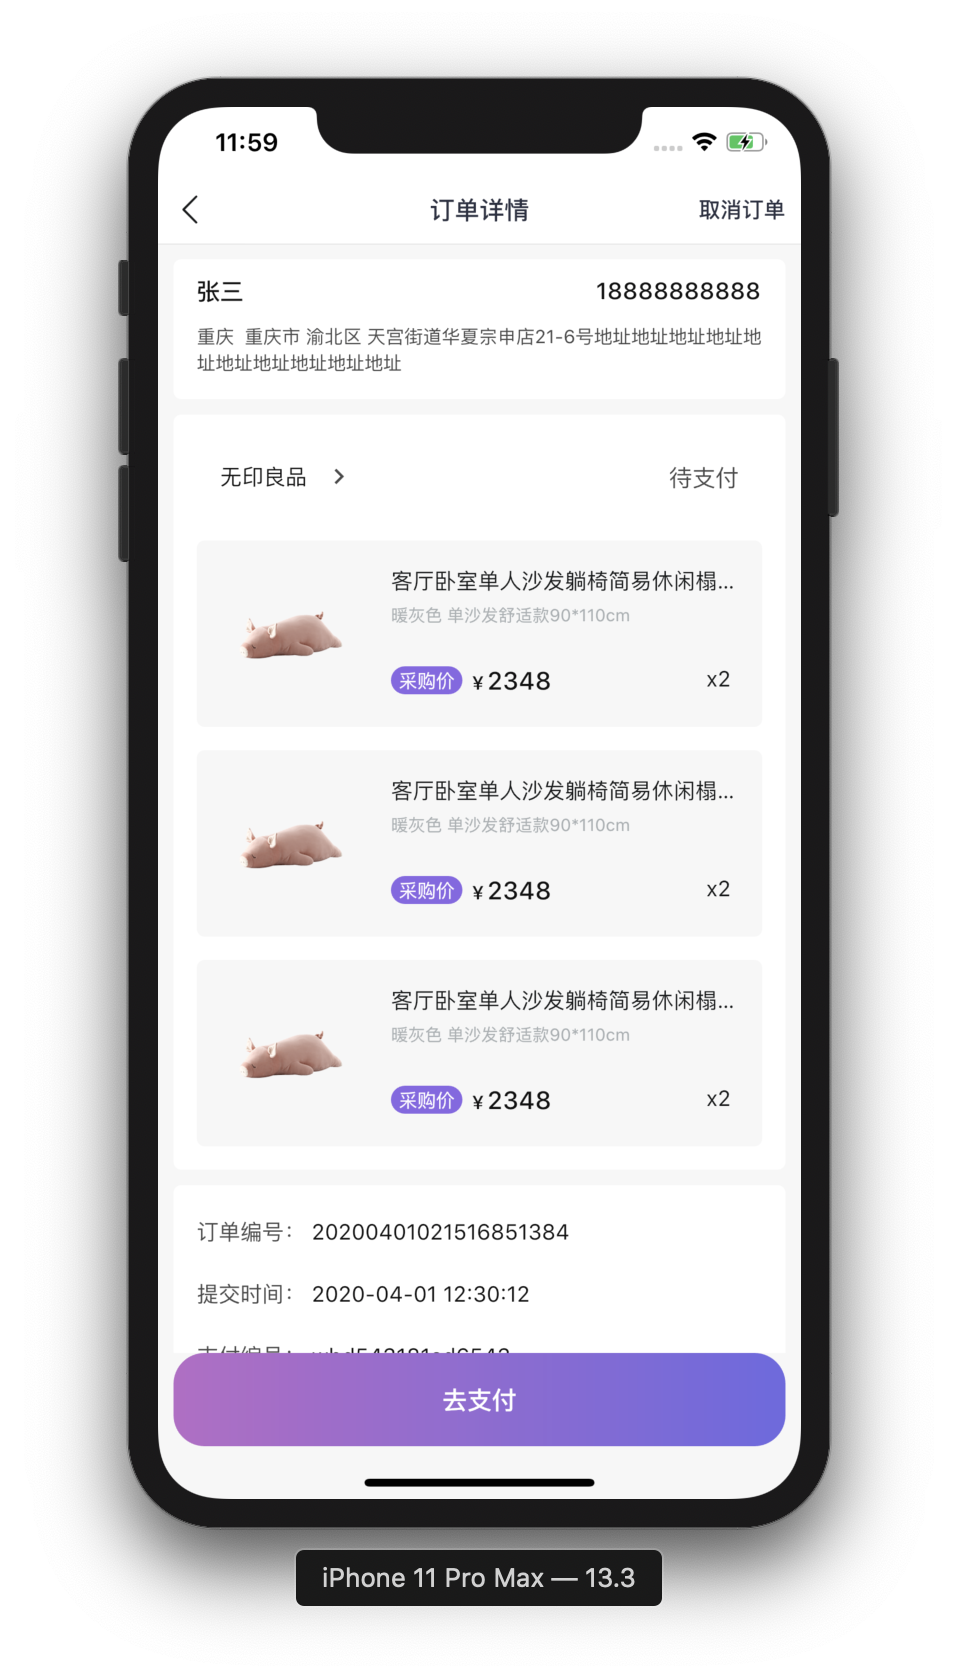 11:59
订单详情
取消订单
张三
18888888888
重庆 重庆市 渝北区 天宫街道华夏宗申店21-6号地址地址地址地址地
址地址地址地址地址地址
无印良品
待支付
客厅卧室单人沙发躺椅简易休闲榻...
暖灰色 单沙发舒适款90*110cm
采购价 ¥2348
x2
客厅卧室单人沙发躺椅简易休闲榻...
暖灰色 单沙发舒适款90*110cm
采购价 ¥2348
x2
客厅卧室单人沙发躺椅简易休闲榻...
暖灰色 单沙发舒适款90*110cm
采购价 ¥2348
x2
订单编号： 20200401021516851384
提交时间： 2020-04-01 12:30:12
去支付
iPhone 11 Pro Max — 13.3